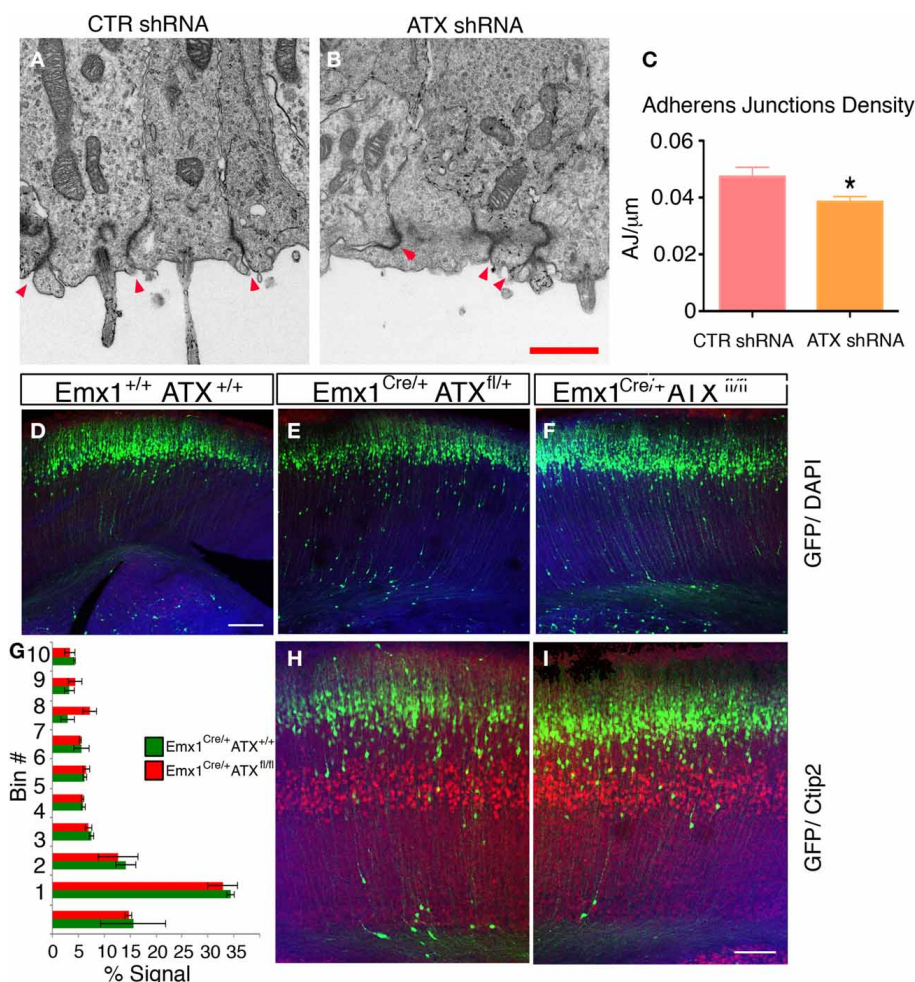 CTR shRNA
ATX shRNA
A
B
C
Adherens Junctions Density
0.06
0.04
0.02
0
AJ/µm
*
CTR shRNA
ATX shRNA
Emx1+/+ ATX+/+
Emx1Cre/+ ATXfl/+
Emx1Cre/+
D
E
F
GFP/ DAPI
G
10
9
8
7
6
5
4
3
2
1
Bin #
0
5
10
15
20
25
30
35
% Signal
Emx1Cre/+ATX+/+
Emx1Cre/+ATXfl/fl
H
I
GFP/ Ctip2